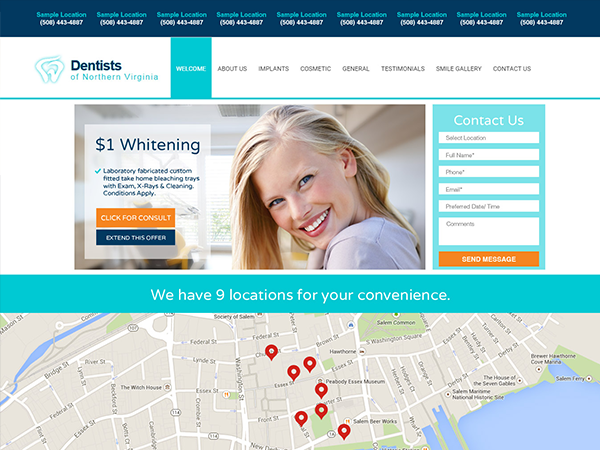 Sample Location Sample Location Sample Location Sample Location Sample Location Sample Location Sample Location Sample Location Sample Location
(508) 443-4887 (508) 443-4887 (508) 443-4887 (508) 443-4887 (508) 443-4887 (508) 443-4887 (508) 443-4887 (508) 443-4887 (508) 443-4887
Dentists
of Northern Virginia
WELCOME ABOUT US IMPLANTS COSMETIC GENERAL TESTIMONIALS SMILE GALLERY CONTACT US
$1 Whitening
Laboratory fabricated custom
fitted take home bleaching trays
with Exam, X-Rays & Cleaning.
Conditions Apply.
CLICK FOR CONSULT
EXTEND THIS OFFER
Contact Us
Select Location
Full Name*
Phone*
Email*
Preferred Date/ Time
Comments
SEND MESSAGE
We have 9 locations for your convenience.
Society of Salem
Salem Common
Mason St
Washington Square
Bridge St
River St
Federal St
Essex St
Hawthorne
Peabody Essex Museum
The Witch House
Brewer Hawthorne
Cove Marina
The House of
the Seven Gables
Salem Ferry
Salem Maritime
National Historic Site
Derby St
Charter St
Salem Beer Works
Washington St
Front St
114
114